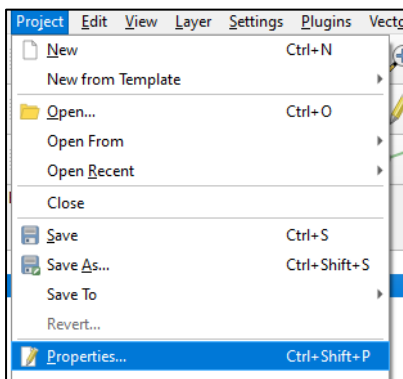 Project Edit View Layer Settings Plugins
New Ctrl+N
New from Template
Open... Ctrl+O
Open From
Open Recent
Close
Save Ctrl+S
Save As... Ctrl+Shift+S
Save To
Revert...
Properties... Ctrl+Shift+P